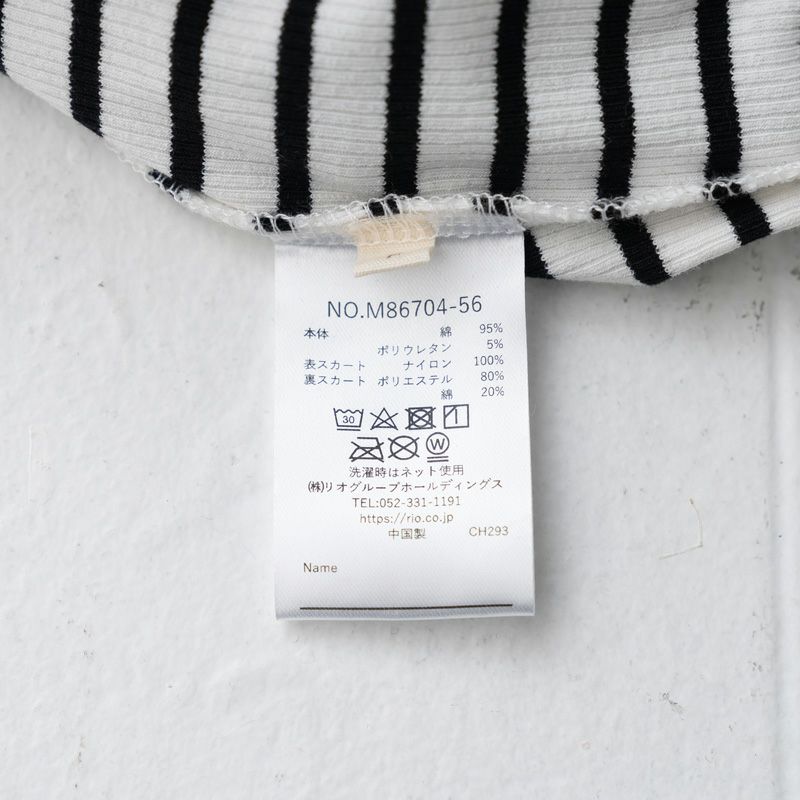 NO.M86704-56
本体 綿 95%
ポリウレタン 5%
表スカート ナイロン 100%
裏スカート ポリエステル 80%
綿 20%
30
W
洗濯時はネット使用
㈱リオグループホールディングス
TEL:052-331-1191
https://rio.co.jp
中国製 CH293
Name